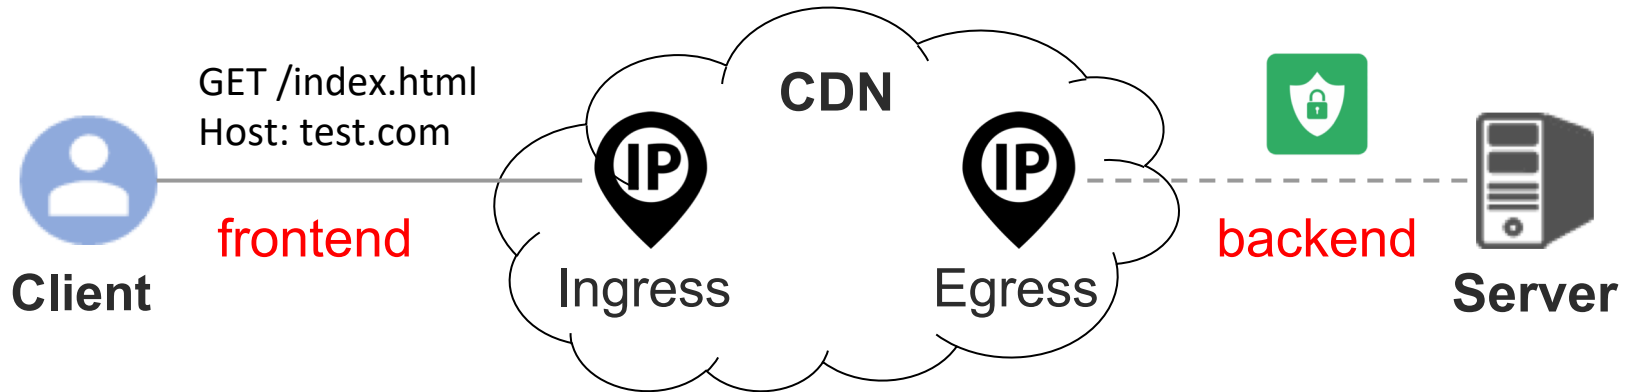 GET /index.html
Host: test.com
CDN
IP
IP
frontend
backend
Client
Ingress
Egress
Server